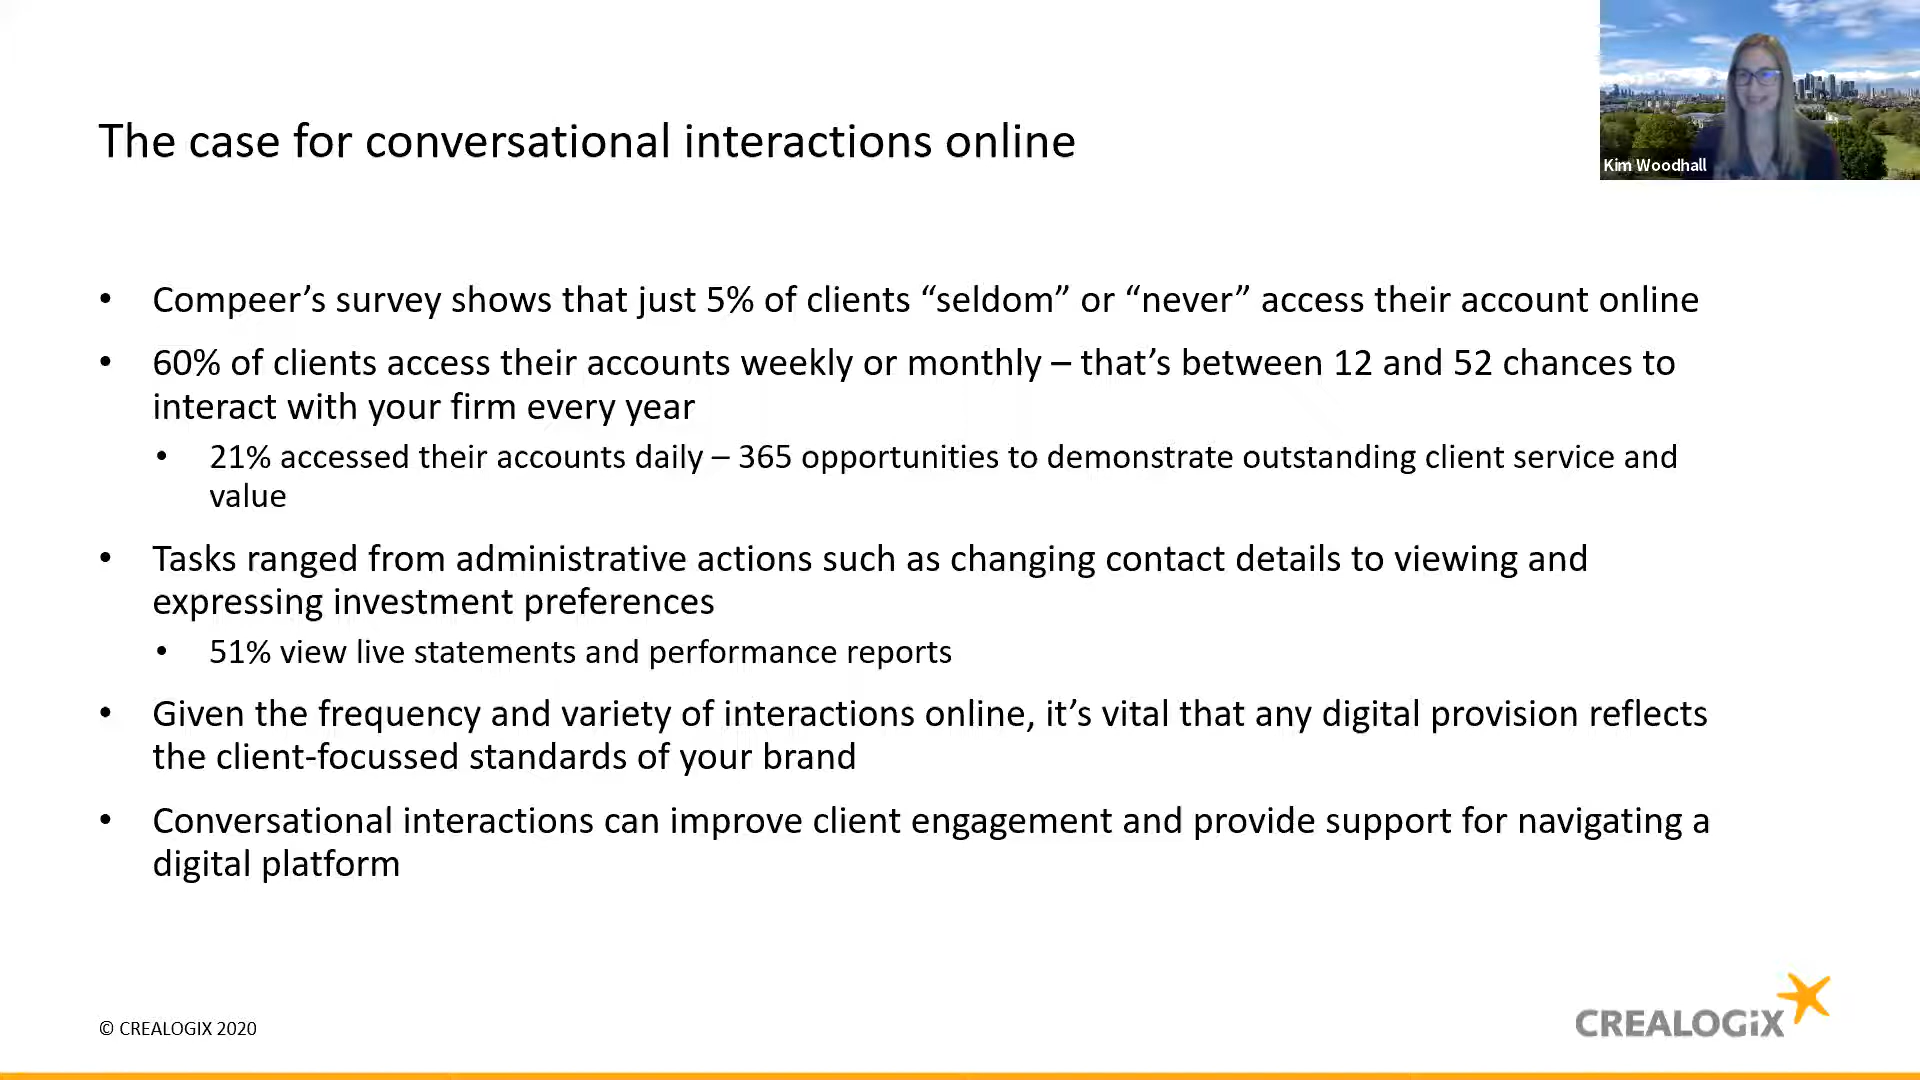 Kim Woodhall
The case for conversational interactions online
• Compeer’s survey shows that just 5% of clients “seldom” or “never” access their account online
• 60% of clients access their accounts weekly or monthly – that’s between 12 and 52 chances to
interact with your firm every year
• 21% accessed their accounts daily – 365 opportunities to demonstrate outstanding client service and
value
• Tasks ranged from administrative actions such as changing contact details to viewing and
expressing investment preferences
• 51% view live statements and performance reports
• Given the frequency and variety of interactions online, it’s vital that any digital provision reflects
the client-focussed standards of your brand
• Conversational interactions can improve client engagement and provide support for navigating a
digital platform
© CREALOGIX 2020
CREALOGiX